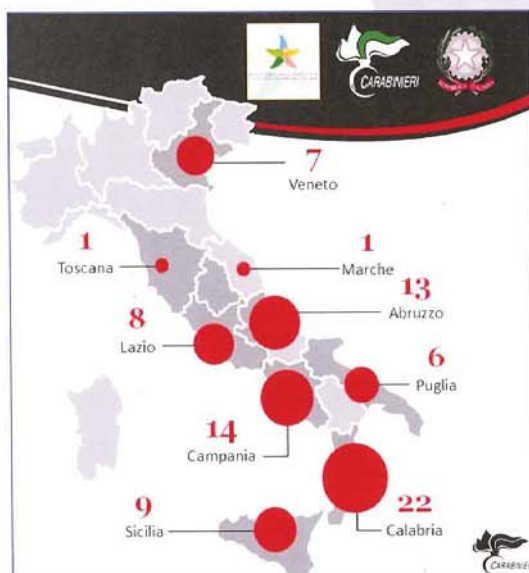 CARABINIERI
7
Veneto
1
Toscana
1
Marche
13
Abruzzo
8
Lazio
6
Puglia
14
Campania
22
Calabria
9
Sicilia
CARABINIERI